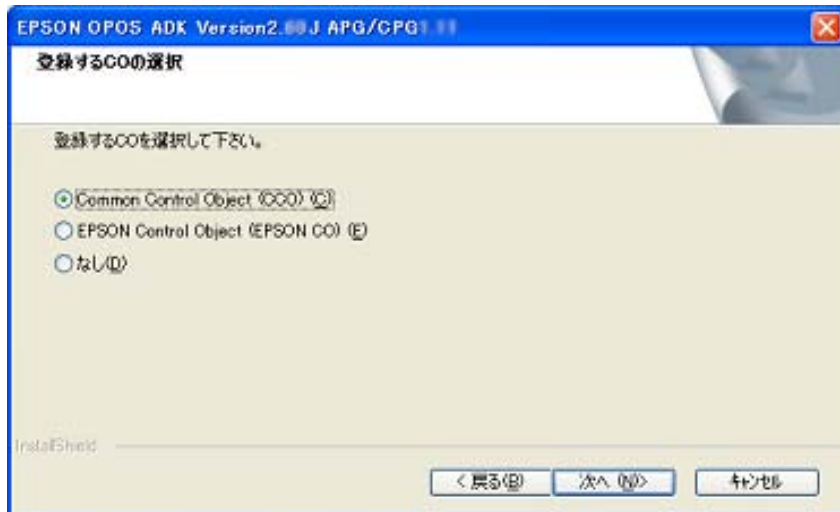 EPSON OPOS ADK Version2. J APG/CPG
登録するCOの選択
登録するCOを選択して下さい。
Common Control Object (CCO) (C)
EPSON Control Object (EPSON CO) (E)
なし(D)
InstallShield
< 戻る(B)
次へ (N)>
キャンセル